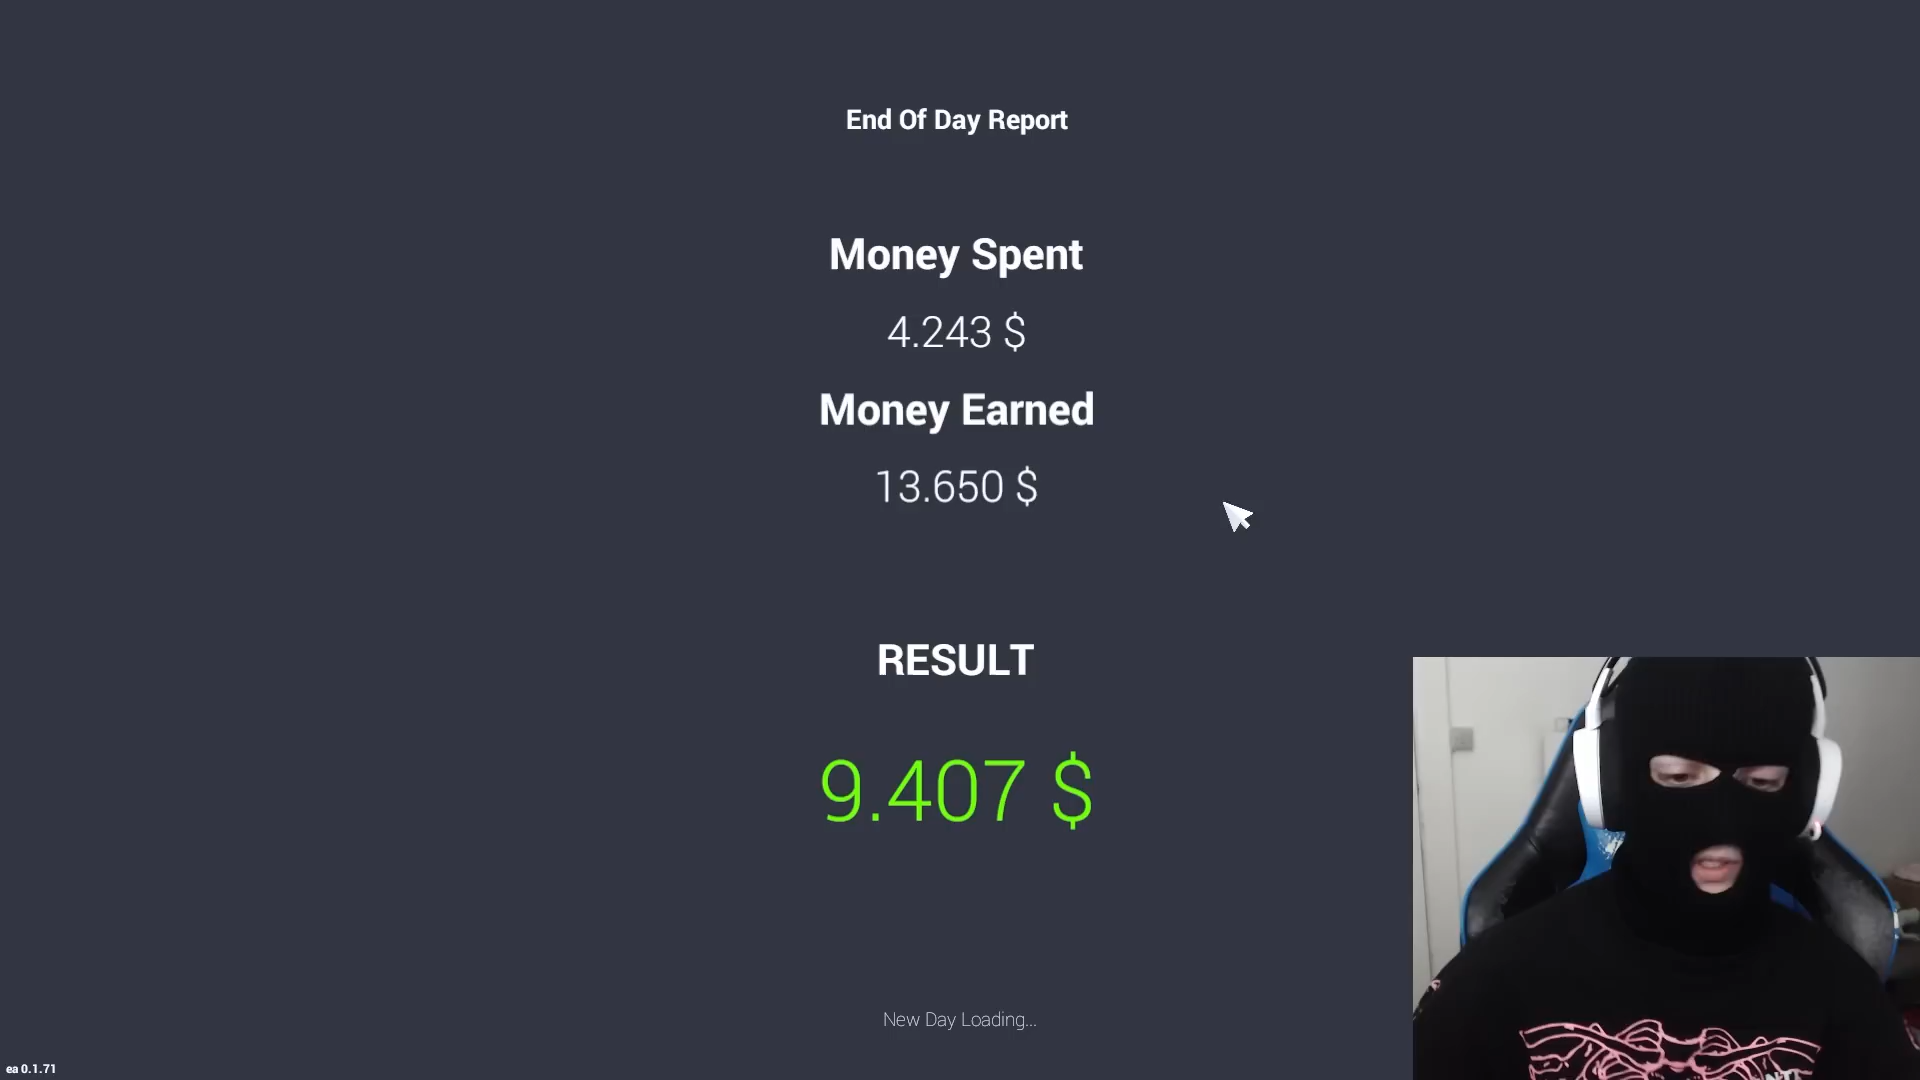 End Of Day Report
Money Spent
4.243 $
Money Earned
13.650 $
RESULT
9.407 $
New Day Loading...
ea 0.1.71